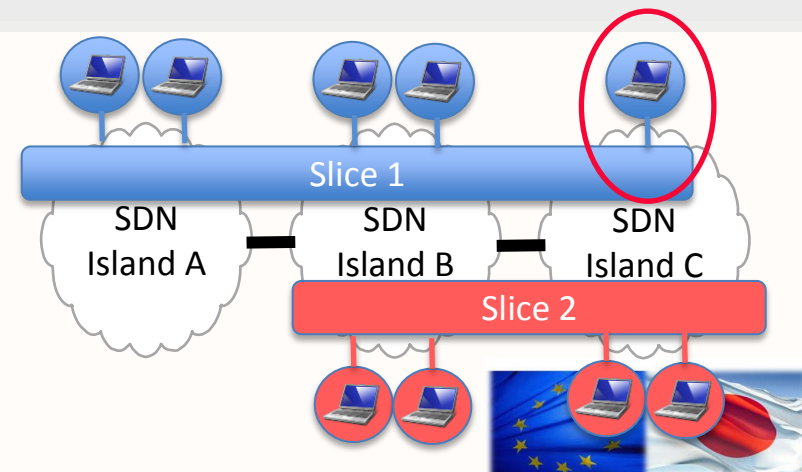 Slice 1
SDN
Island A
SDN
Island B
SDN
Island C
Slice 2